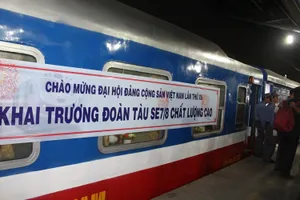 CHÀO MỪNG ĐẠI HỘI ĐẢNG CỘNG SẢN VIỆT NAM LẦN THỨ
KHAI TRƯƠNG ĐOÀN TÀU SE7/8 CHẤT LƯỢNG CAO